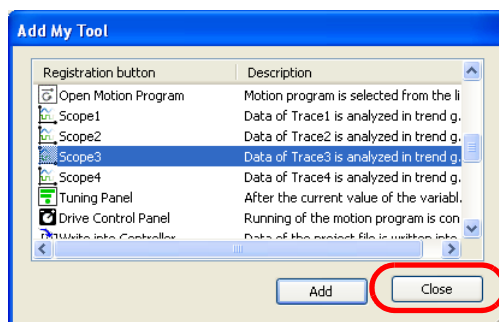 Add My Tool
Registration button Description
Open Motion Program Motion program is selected from the li
Scope1 Data of Trace1 is analyzed in trend g.
Scope2 Data of Trace2 is analyzed in trend g.
Scope3 Data of Trace3 is analyzed in trend g.
Scope4 Data of Trace4 is analyzed in trend g.
Tuning Panel After the current value of the variabl.
Drive Control Panel Running of the motion program is con
Write into Controller Data of the project file is written into
Add Close